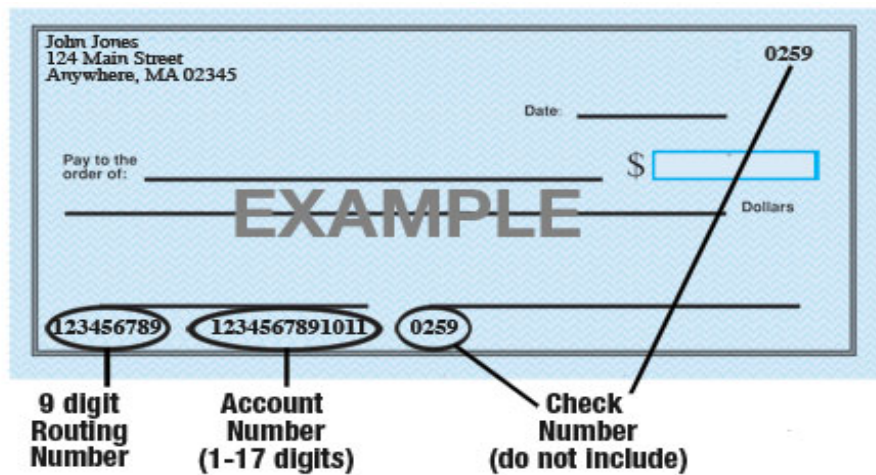 John Jones
124 Main Street
Anywhere, MA 02345
0259
Date:
Pay to the
order of:
$
EXAMPLE
Dollars
123456789 1234567891011 0259
9 digit
Routing
Number
Account
Number
(1-17 digits)
Check
Number
(do not include)